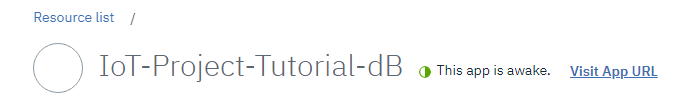 Resource list /
IoT-Project-Tutorial-dB This app is awake. Visit App URL